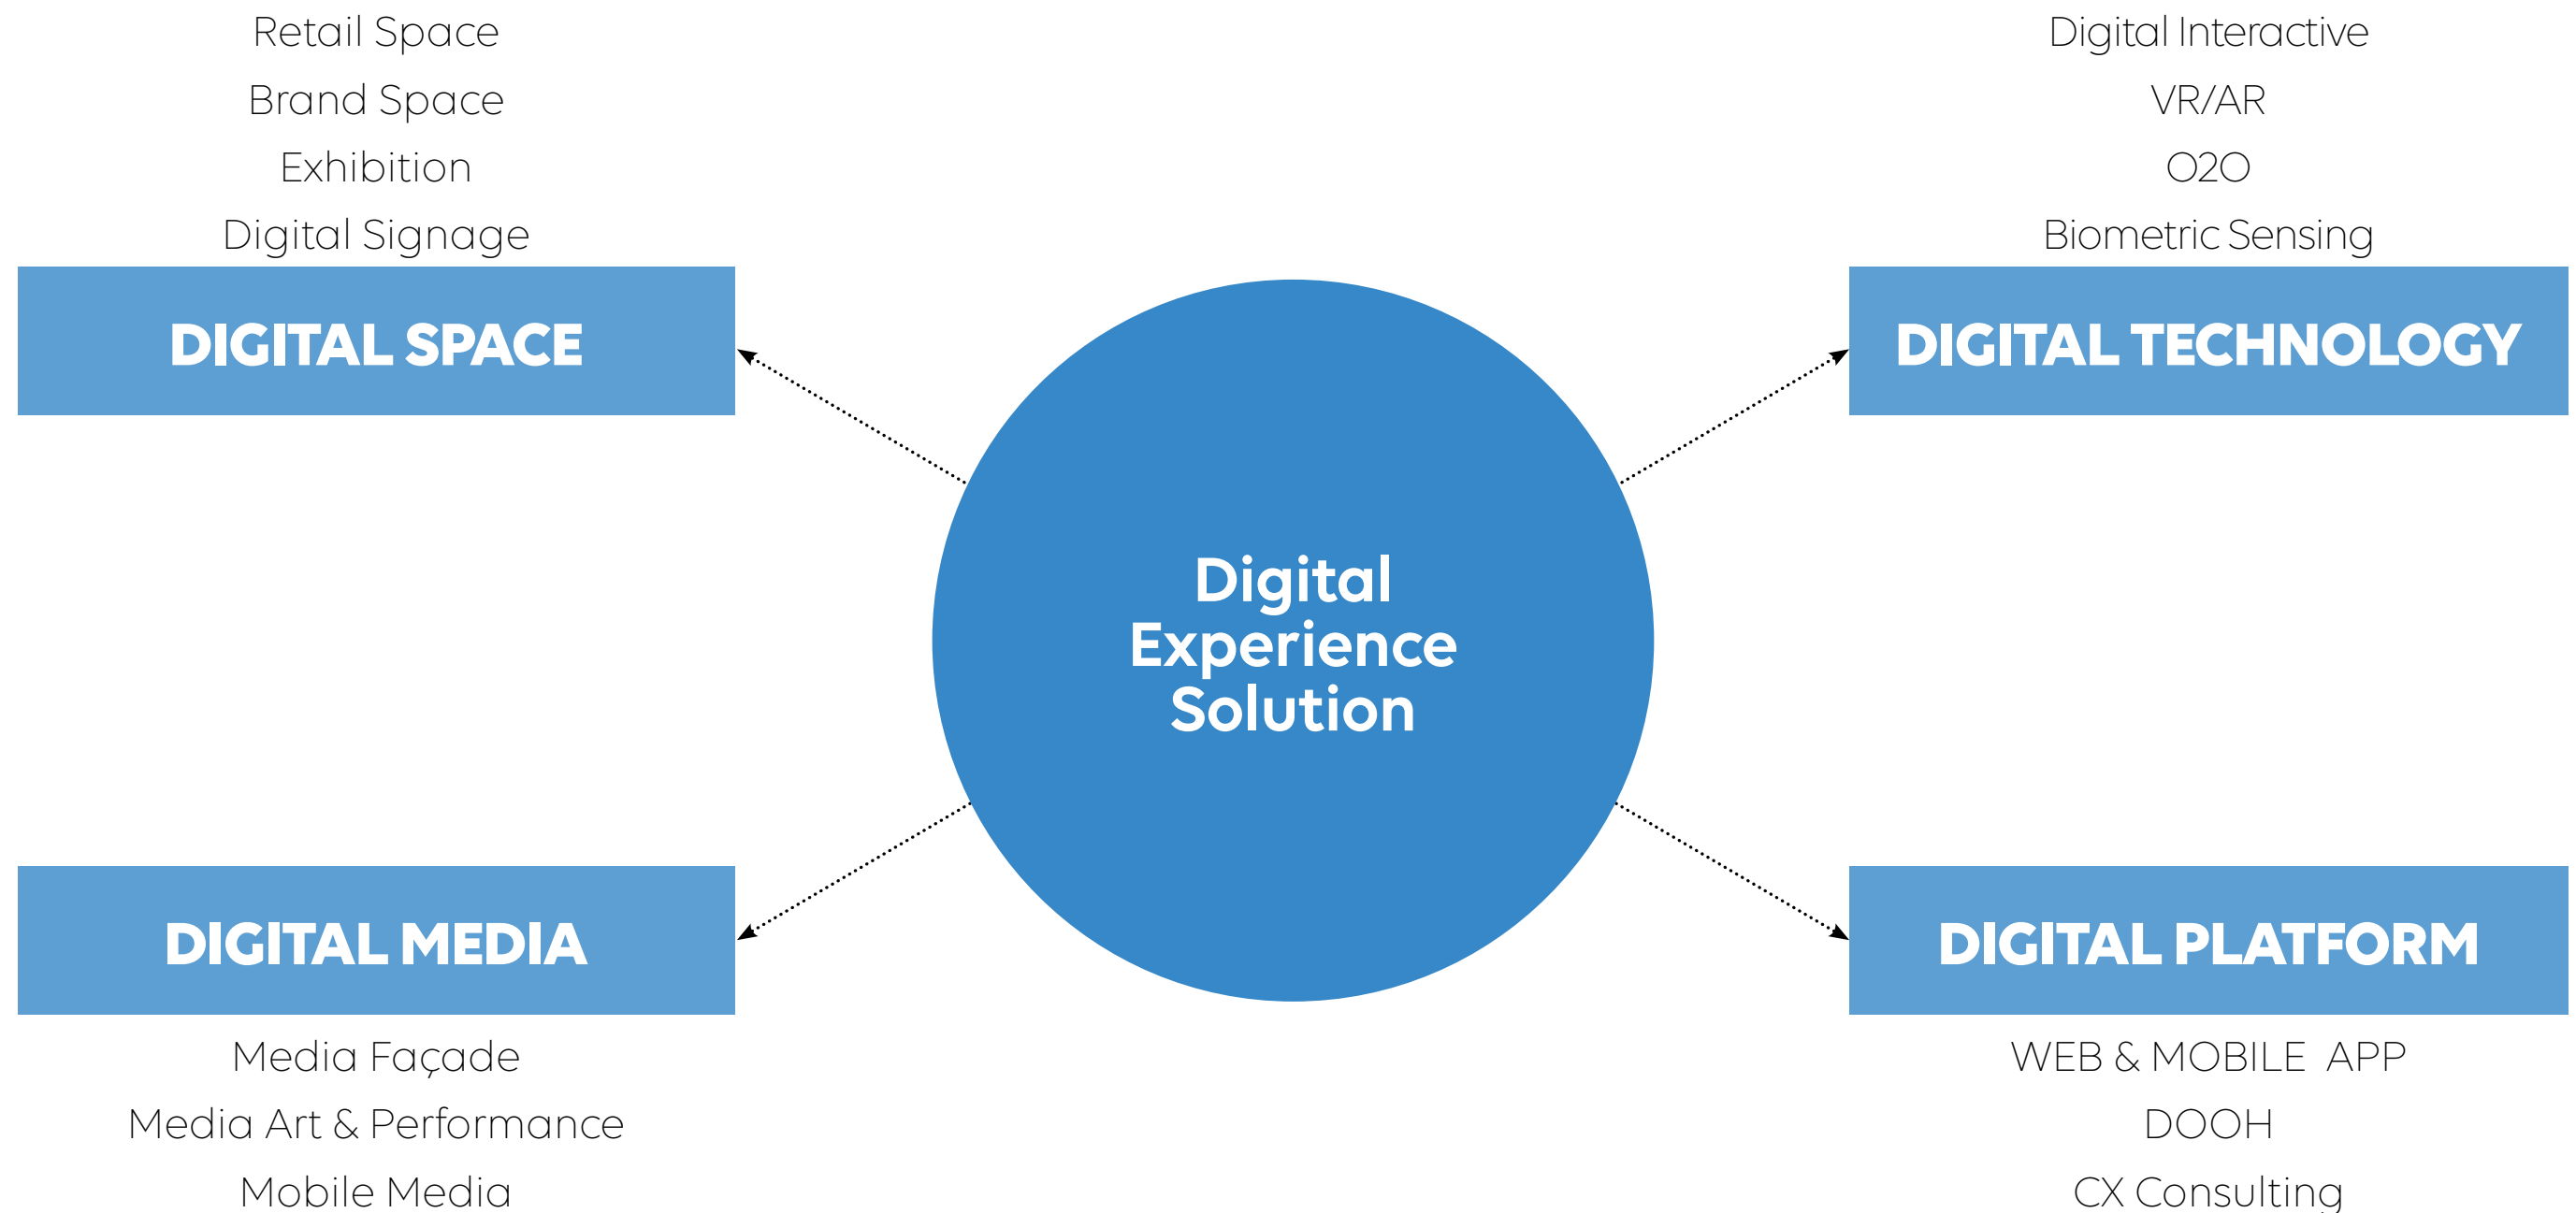 Retail Space
Brand Space
Exhibition
Digital Signage
DIGITAL SPACE
Digital Interactive
VR/AR
O2O
Biometric Sensing
DIGITAL TECHNOLOGY
Digital
Experience
Solution
DIGITAL MEDIA
Media Façade
Media Art & Performance
Mobile Media
DIGITAL PLATFORM
WEB & MOBILE APP
DOOH
CX Consulting